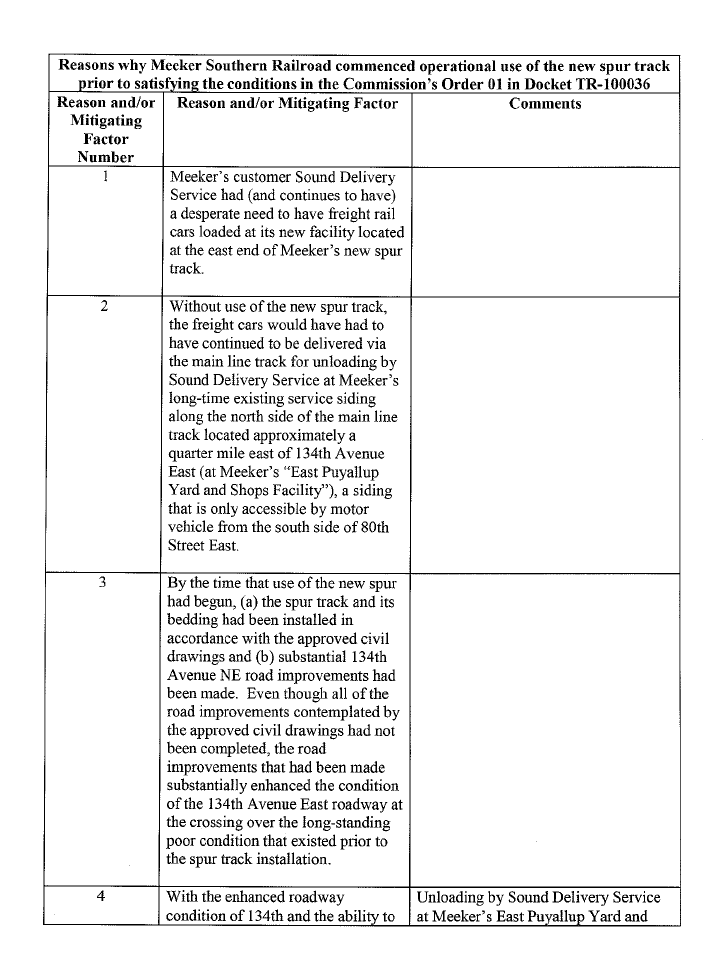 Reasons why Meeker Southern Railroad commenced operational use of the new spur track
prior to satisfying the conditions in the Commission's Order 01 in Docket TR-100036
Reason and/or
Mitigating
Factor
Number
Reason and/or Mitigating Factor
Comments
1
Meeker's customer Sound Delivery
Service had (and continues to have)
a desperate need to have freight rail
cars loaded at its new facility located
at the east end of Meeker's new spur
track.
2
Without use of the new spur track,
the freight cars would have had to
have continued to be delivered via
the main line track for unloading by
Sound Delivery Service at Meeker's
long-time existing service siding
along the north side of the main line
track located approximately a
quarter mile east of 134th Avenue
East (at Meeker's "East Puyallup
Yard and Shops Facility"), a siding
that is only accessible by motor
vehicle from the south side of 80th
Street East.
3
By the time that use of the new spur
had begun, (a) the spur track and its
bedding had been installed in
accordance with the approved civil
drawings and (b) substantial 134th
Avenue NE road improvements had
been made.  Even though all of the
road improvements contemplated by
the approved civil drawings had not
been completed, the road
improvements that had been made
substantially enhanced the condition
of the 134th Avenue East roadway at
the crossing over the long-standing
poor condition that existed prior to
the spur track installation.
4
With the enhanced roadway
condition of 134th and the ability to
Unloading by Sound Delivery Service
at Meeker's East Puyallup Yard and